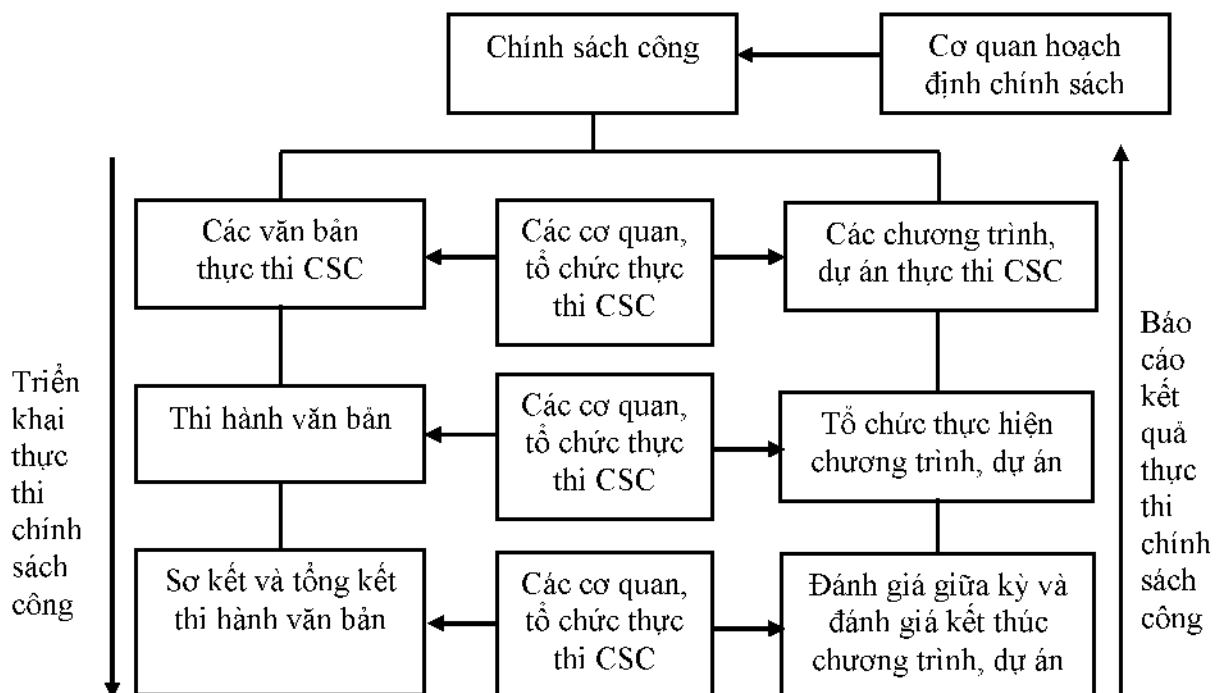 Chính sách công
Cơ quan hoạch
định chính sách
Các văn bản
thực thi CSC
Các cơ quan,
tổ chức thực
thi CSC
Các chương trình,
dự án thực thi CSC
Thi hành văn bản
Các cơ quan,
tổ chức thực
thi CSC
Tổ chức thực hiện
chương trình, dự án
Sơ kết và tổng kết
thi hành văn bản
Các cơ quan,
tổ chức thực
thi CSC
Đánh giá giữa kỳ và
đánh giá kết thúc
chương trình, dự án
Triển
khai
thực
thi
chính
sách
công
Báo
cáo
kết
quả
thực
thi
chính
sách
công